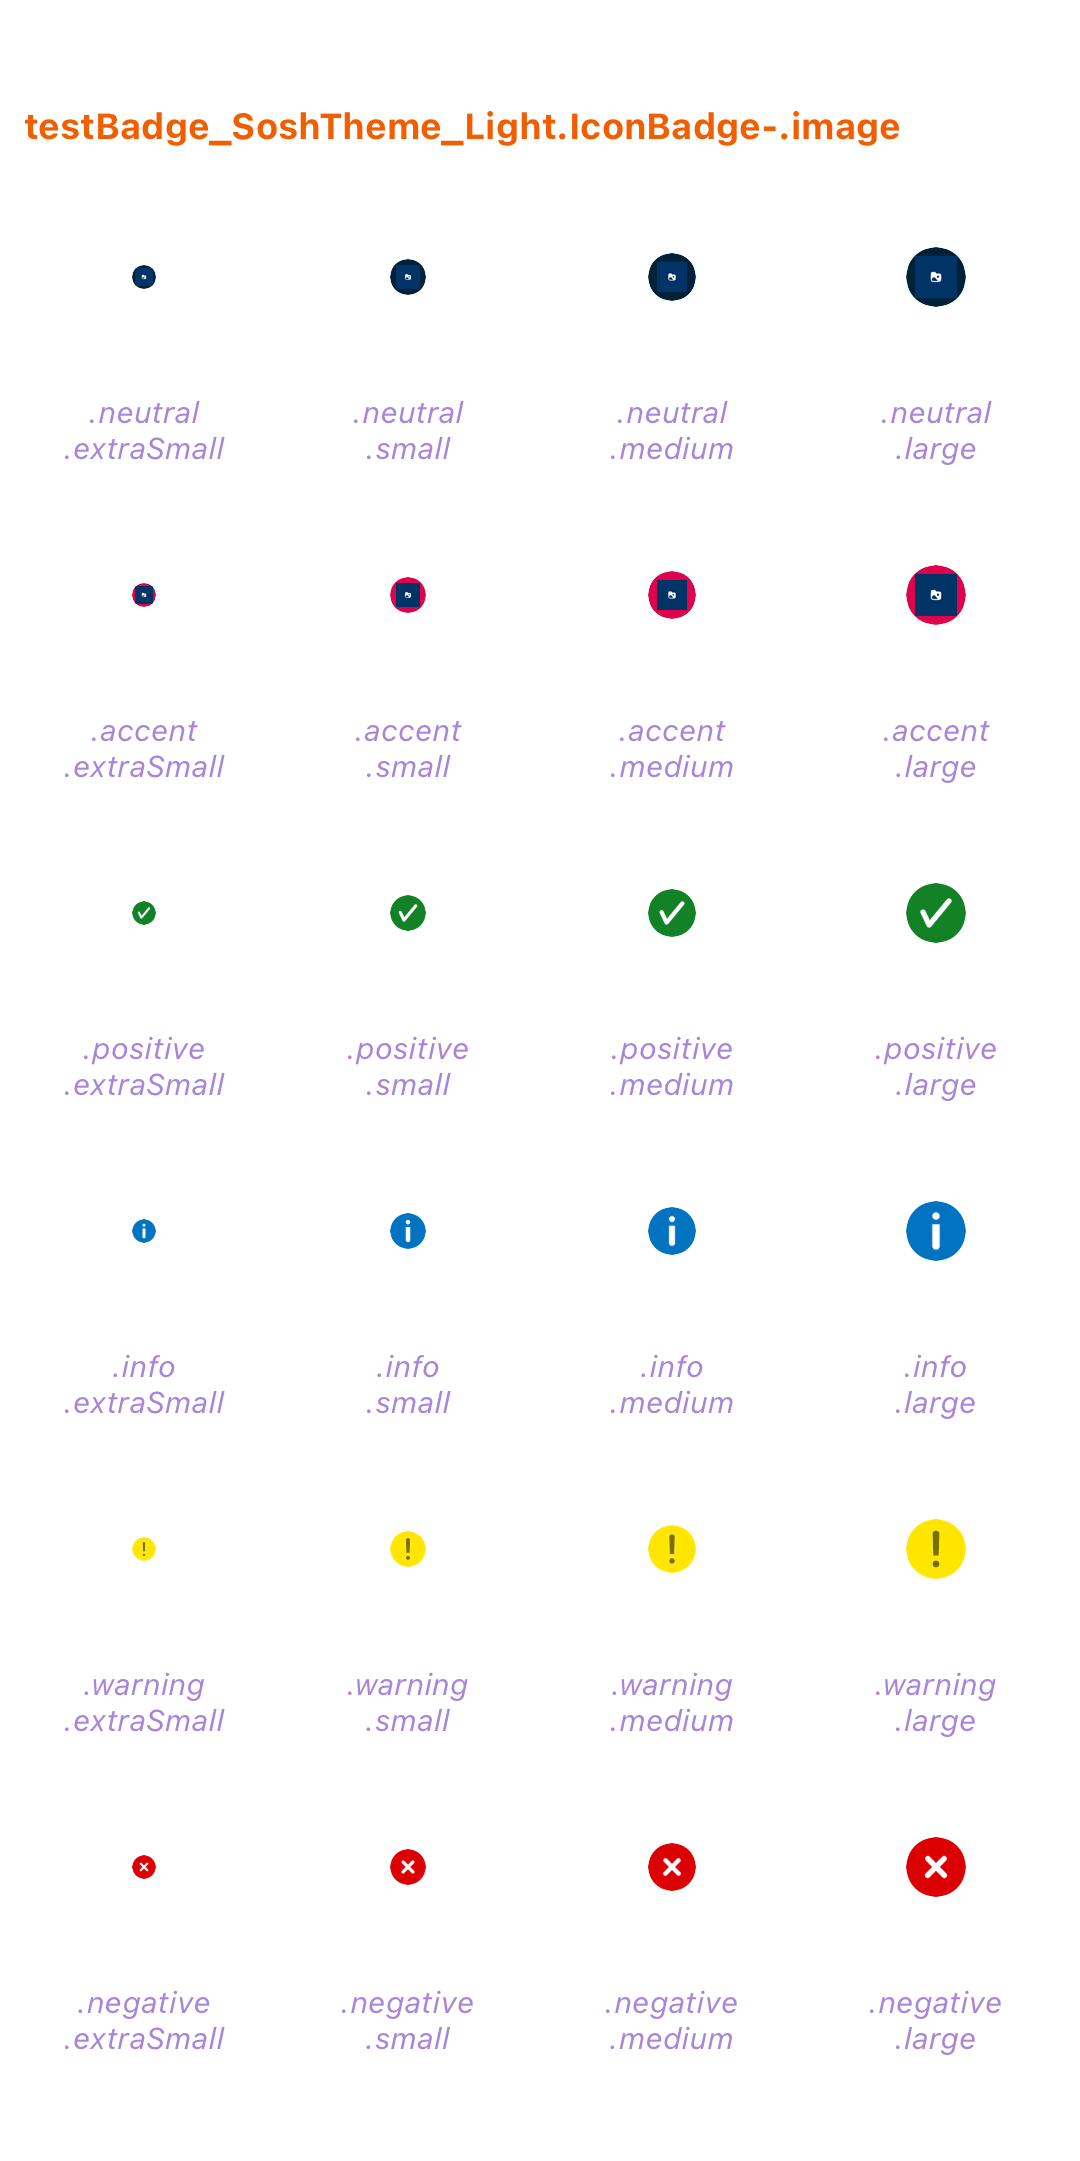 testBadge_SoshTheme_Light.IconBadge-.image
.neutral .neutral .neutral .neutral
.extraSmall .small .medium .large
.accent .accent .accent .accent
.extraSmall .small .medium .large
.positive .positive .positive .positive
.extraSmall .small .medium .large
.info .info .info .info
.extraSmall .small .medium .large
.warning .warning .warning .warning
.extraSmall .small .medium .large
.negative .negative .negative .negative
.extraSmall .small .medium .large